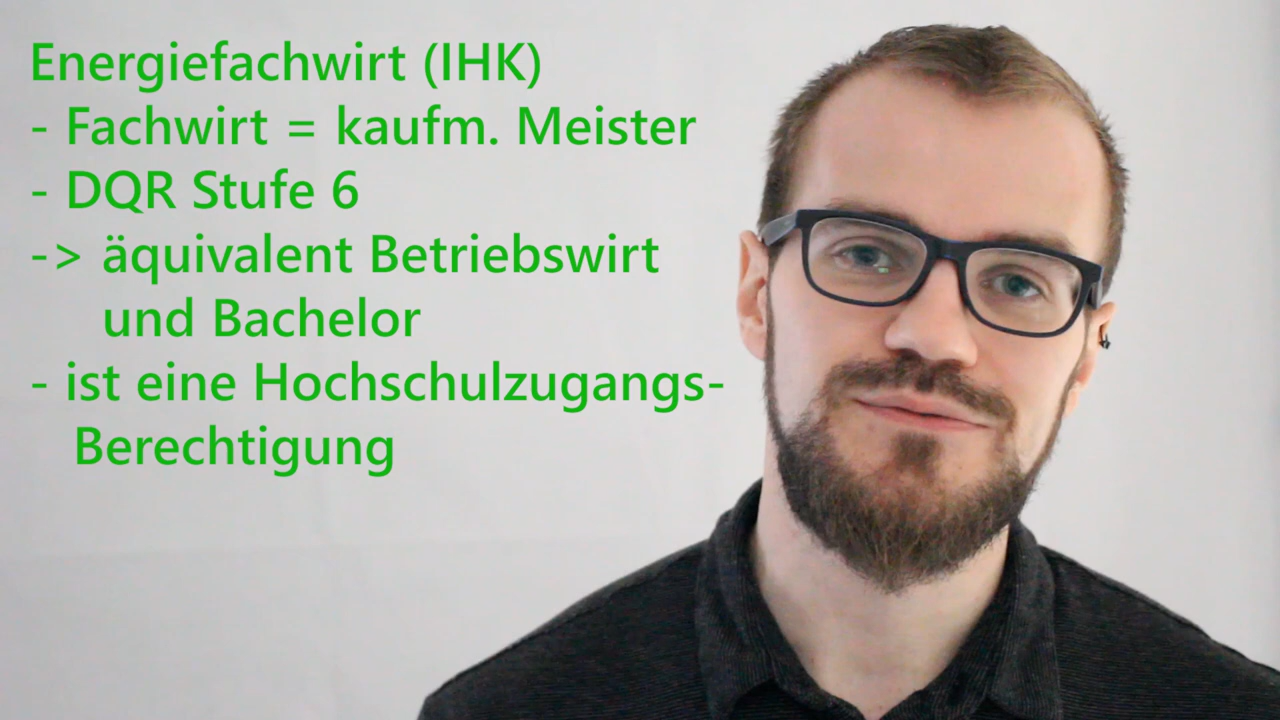 Energiefachwirt (IHK)
- Fachwirt = kaufm. Meister
- DQR Stufe 6
-> äquivalent Betriebswirt
und Bachelor
- ist eine Hochschulzugangs-
Berechtigung